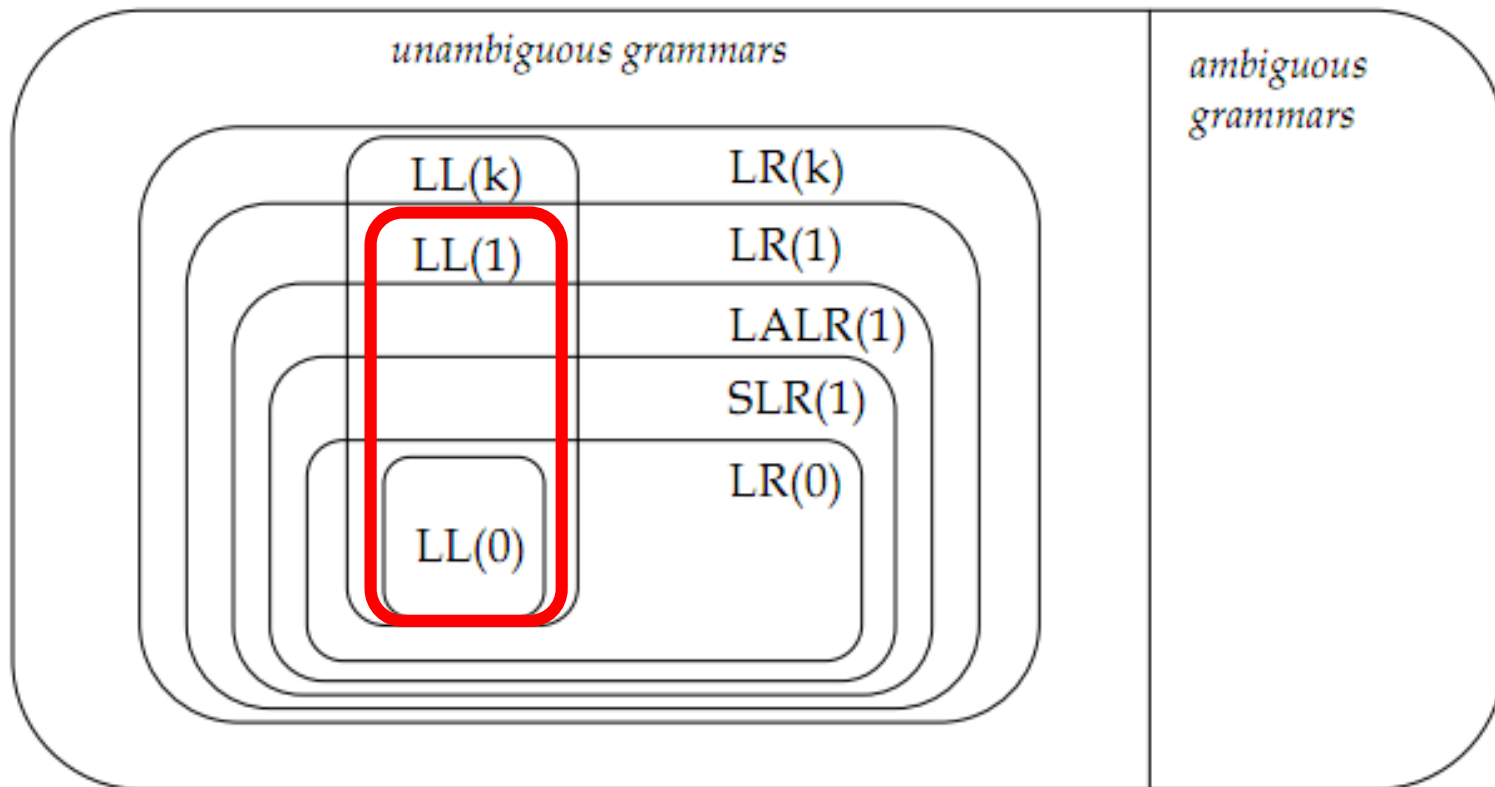 unambiguous grammars
ambiguous
grammars
LL(k)
LR(k)
LL(1)
LR(1)
LALR(1)
SLR(1)
LR(0)
LL(0)